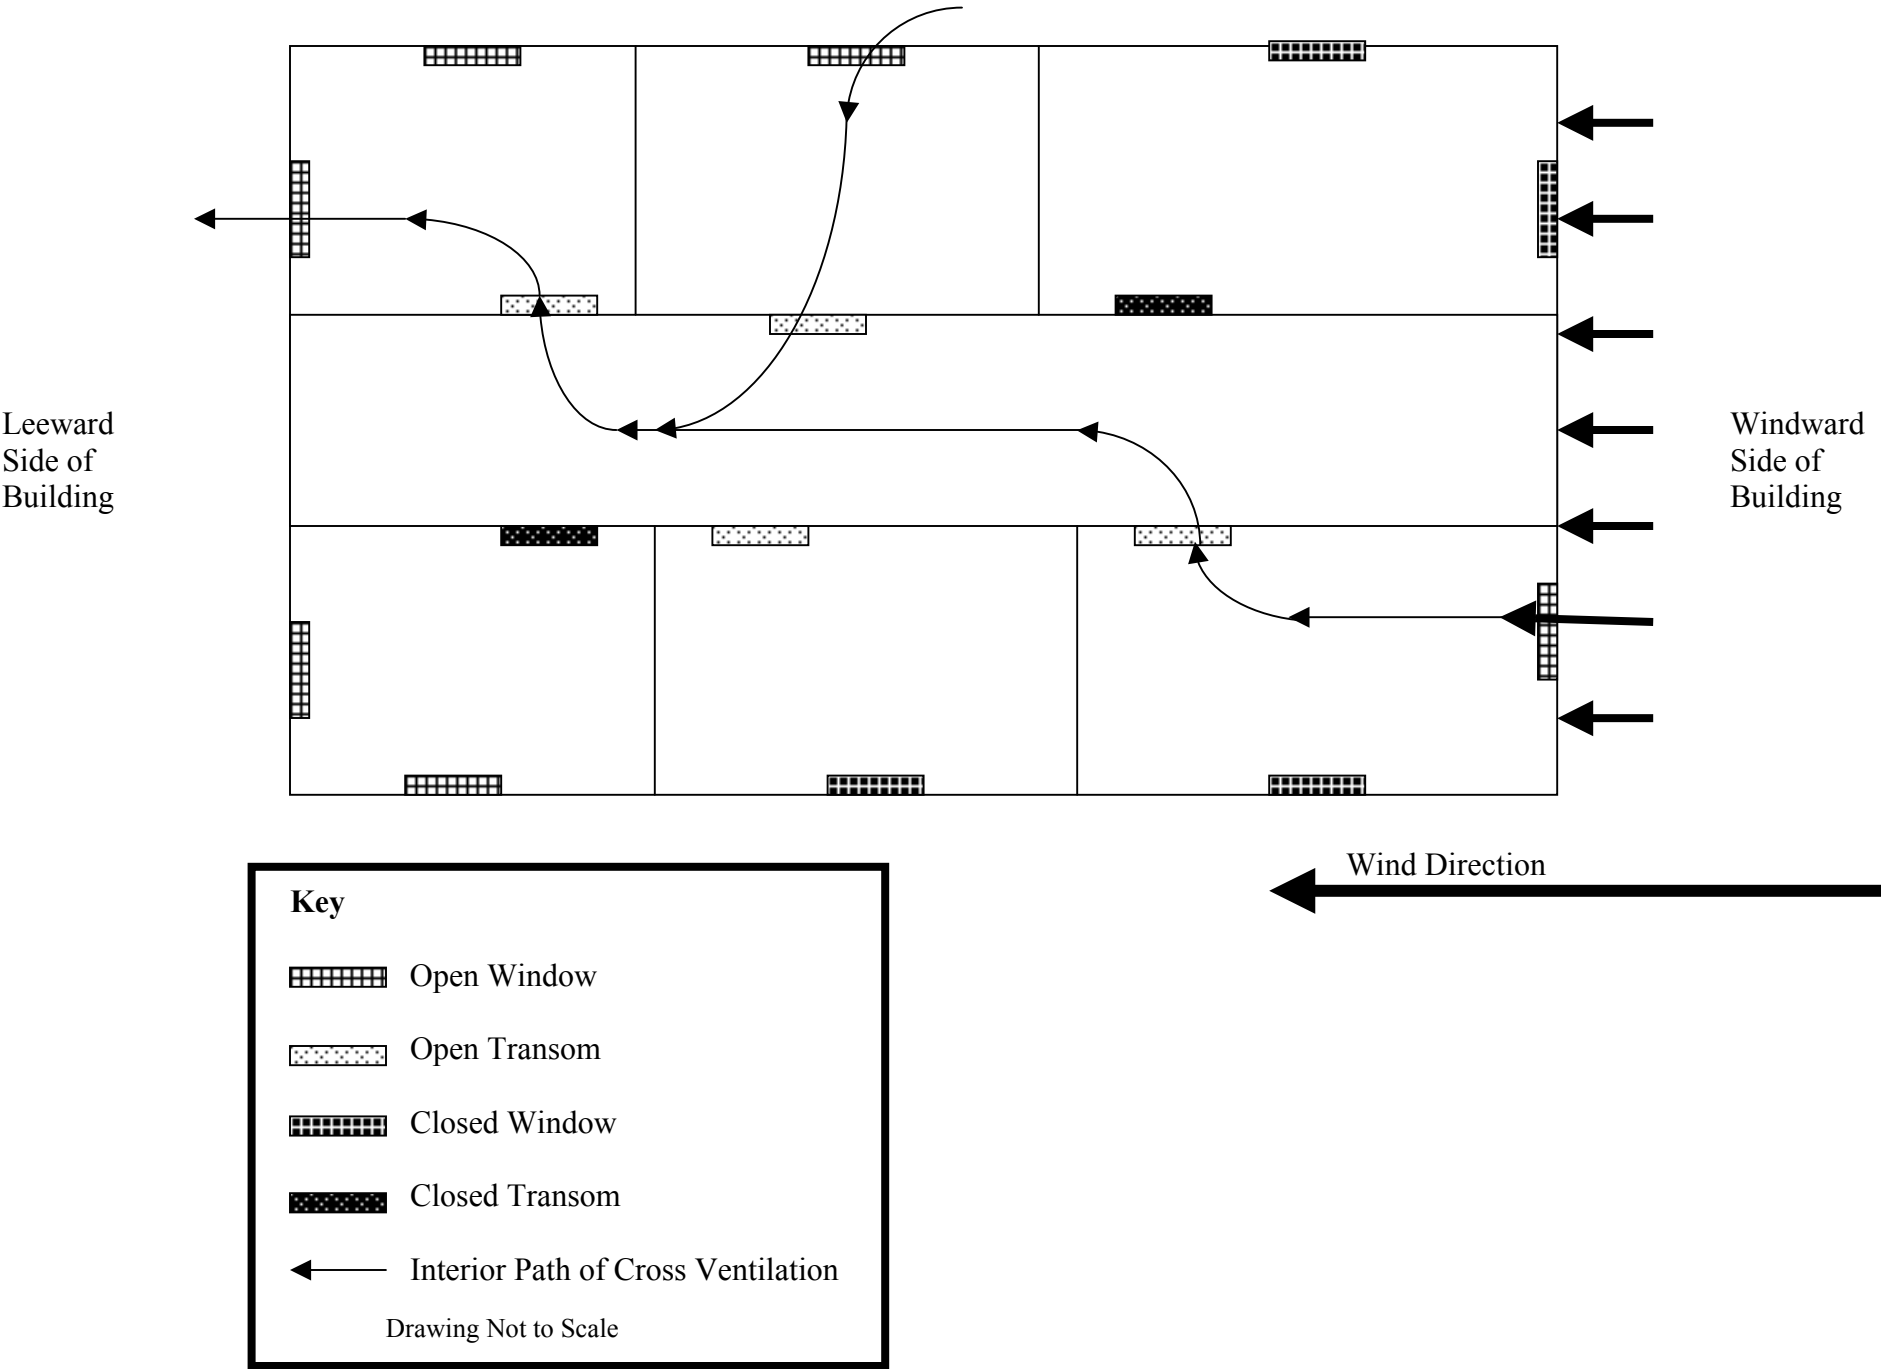 Leeward
Side of
Building
Windward
Side of
Building
Wind Direction
Key
Open Window
Open Transom
Closed Window
Closed Transom
Interior Path of Cross Ventilation
Drawing Not to Scale